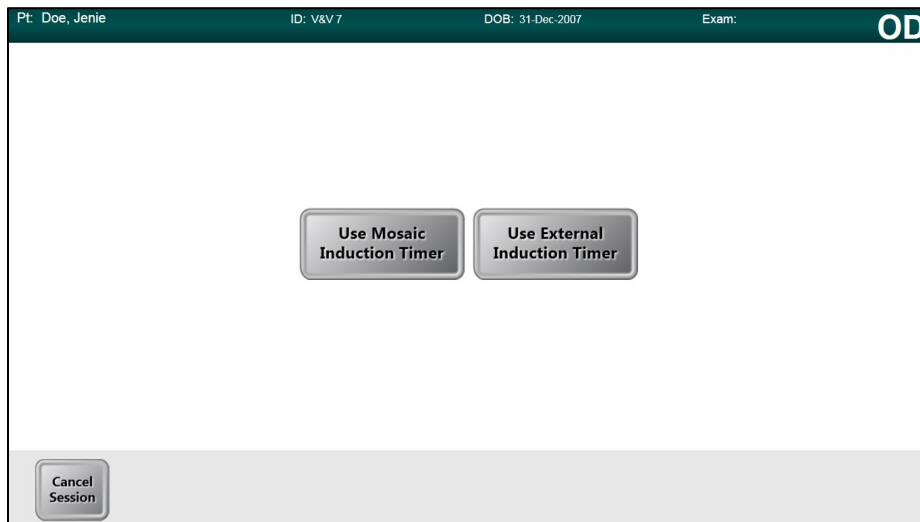 Pt: Doe, Jenie ID: V&V 7 DOB: 31-Dec-2007 Exam: OD
Use Mosaic
Induction Timer
Use External
Induction Timer
Cancel
Session